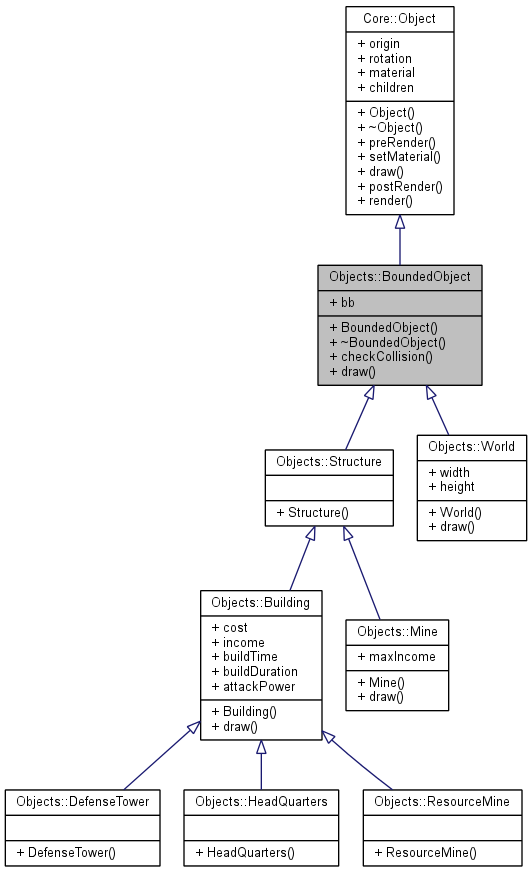 Core::Object
+ origin
+ rotation
+ material
+ children
+ Object()
+ ~Object()
+ preRender()
+ setMaterial()
+ draw()
+ postRender()
+ render()
Objects::BoundedObject
+ bb
+ BoundedObject()
+ ~BoundedObject()
+ checkCollision()
+ draw()
Objects::Structure
+ Structure()
Objects::World
+ width
+ height
+ World()
+ draw()
Objects::Building
+ cost
+ income
+ buildTime
+ buildDuration
+ attackPower
+ Building()
+ draw()
Objects::Mine
+ maxIncome
+ Mine()
+ draw()
Objects::DefenseTower
+ DefenseTower()
Objects::HeadQuarters
+ HeadQuarters()
Objects::ResourceMine
+ ResourceMine()